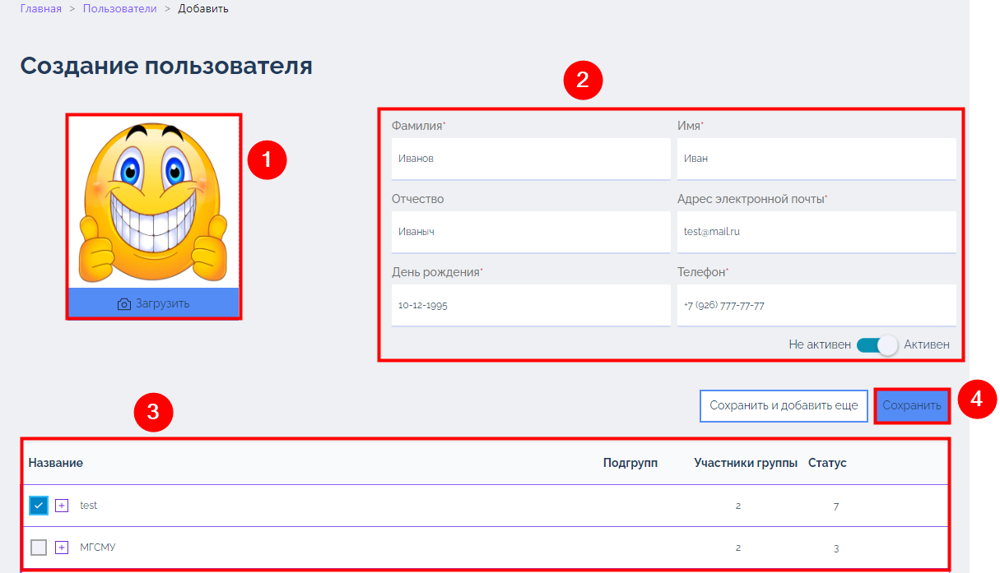 Главная > Пользователи > Добавить
Создание пользователя
2
1
Загрузить
Фамилия* Имя*
Иванов Иван
Отчество Адрес электронной почты*
Иваныч test@mail.ru
День рождения* Телефон*
10-12-1995 +7 (926) 777-77-77
Не активен Активен
Сохранить и добавить еще Сохранить 4
3
Название Подгрупп Участники группы Статус
test 2 7
МГСМУ 2 3